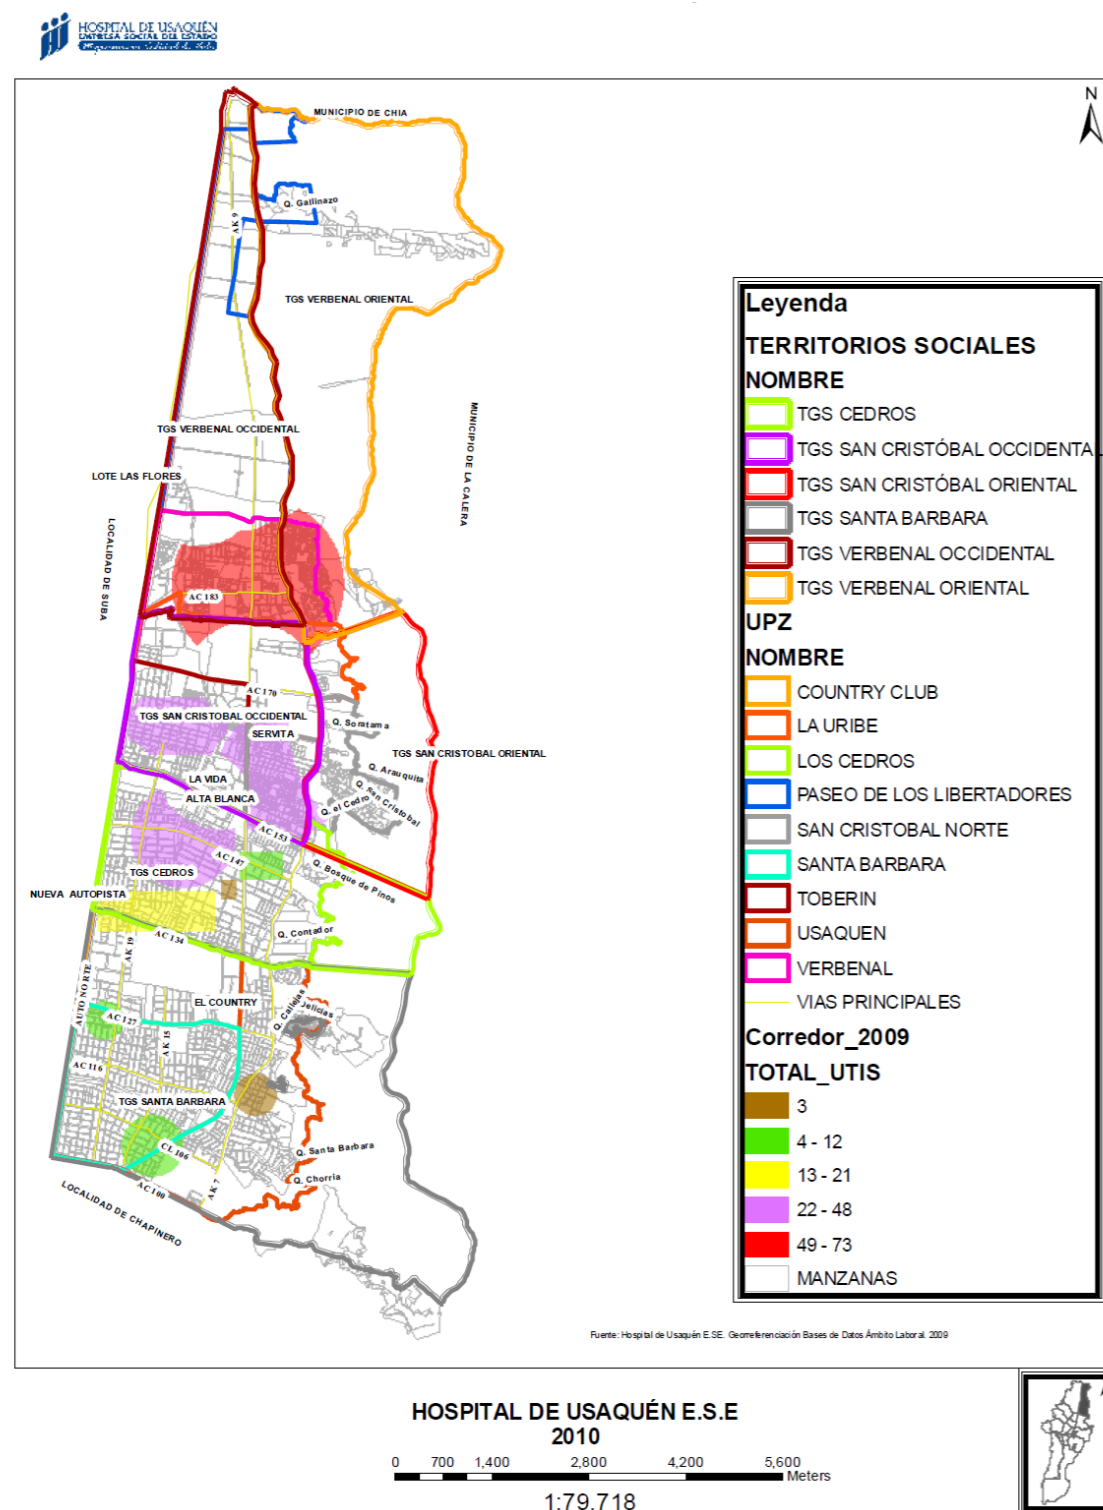 HOSPITAL DE USAQUÉN
EMPRESA SOCIAL DEL ESTADO
N
MUNICIPIO DE CHIA
Q. Gallinazo
AK 9
TGS VERBENAL ORIENTAL
MUNICIPIO DE LA CALERA
TGS VERBENAL OCCIDENTAL
LOTE LAS FLORES
LOCALIDAD DE SUBA
AC 183
AC 170
TGS SAN CRISTOBAL OCCIDENTAL
SERVITA
Q. Soratama
TGS SAN CRISTOBAL ORIENTAL
Q. Arauquita
LA VIDA
ALTA BLANCA
Q. San Cristobal
Q. el Cedro
AC 153
AC 147
TGS CEDROS
Q. Bosque de Pinos
NUEVA AUTOPISTA
AC 134
Q. Contador
AK 19
AUTO NORTE
EL COUNTRY
Q. Callejas
Delicias
AC 127
AK 15
AC 116
TGS SANTA BARBARA
CL 106
Q. Santa Barbara
Q. Chorria
AK 7
AC 100
LOCALIDAD DE CHAPINERO
Leyenda
TERRITORIOS SOCIALES
NOMBRE
TGS CEDROS
TGS SAN CRISTÓBAL OCCIDENTAL
TGS SAN CRISTÓBAL ORIENTAL
TGS SANTA BARBARA
TGS VERBENAL OCCIDENTAL
TGS VERBENAL ORIENTAL
UPZ
NOMBRE
COUNTRY CLUB
LA URIBE
LOS CEDROS
PASEO DE LOS LIBERTADORES
SAN CRISTOBAL NORTE
SANTA BARBARA
TOBERIN
USAQUEN
VERBENAL
VIAS PRINCIPALES
Corredor_2009
TOTAL_UTIS
3
4 - 12
13 - 21
22 - 48
49 - 73
MANZANAS
Fuente: Hospital de Usaquén E.SE. Georreferenciación Bases de Datos Ámbito Laboral. 2009
HOSPITAL DE USAQUÉN E.S.E
2010
0 700 1,400 2,800 4,200 5,600
Meters
1:79.718